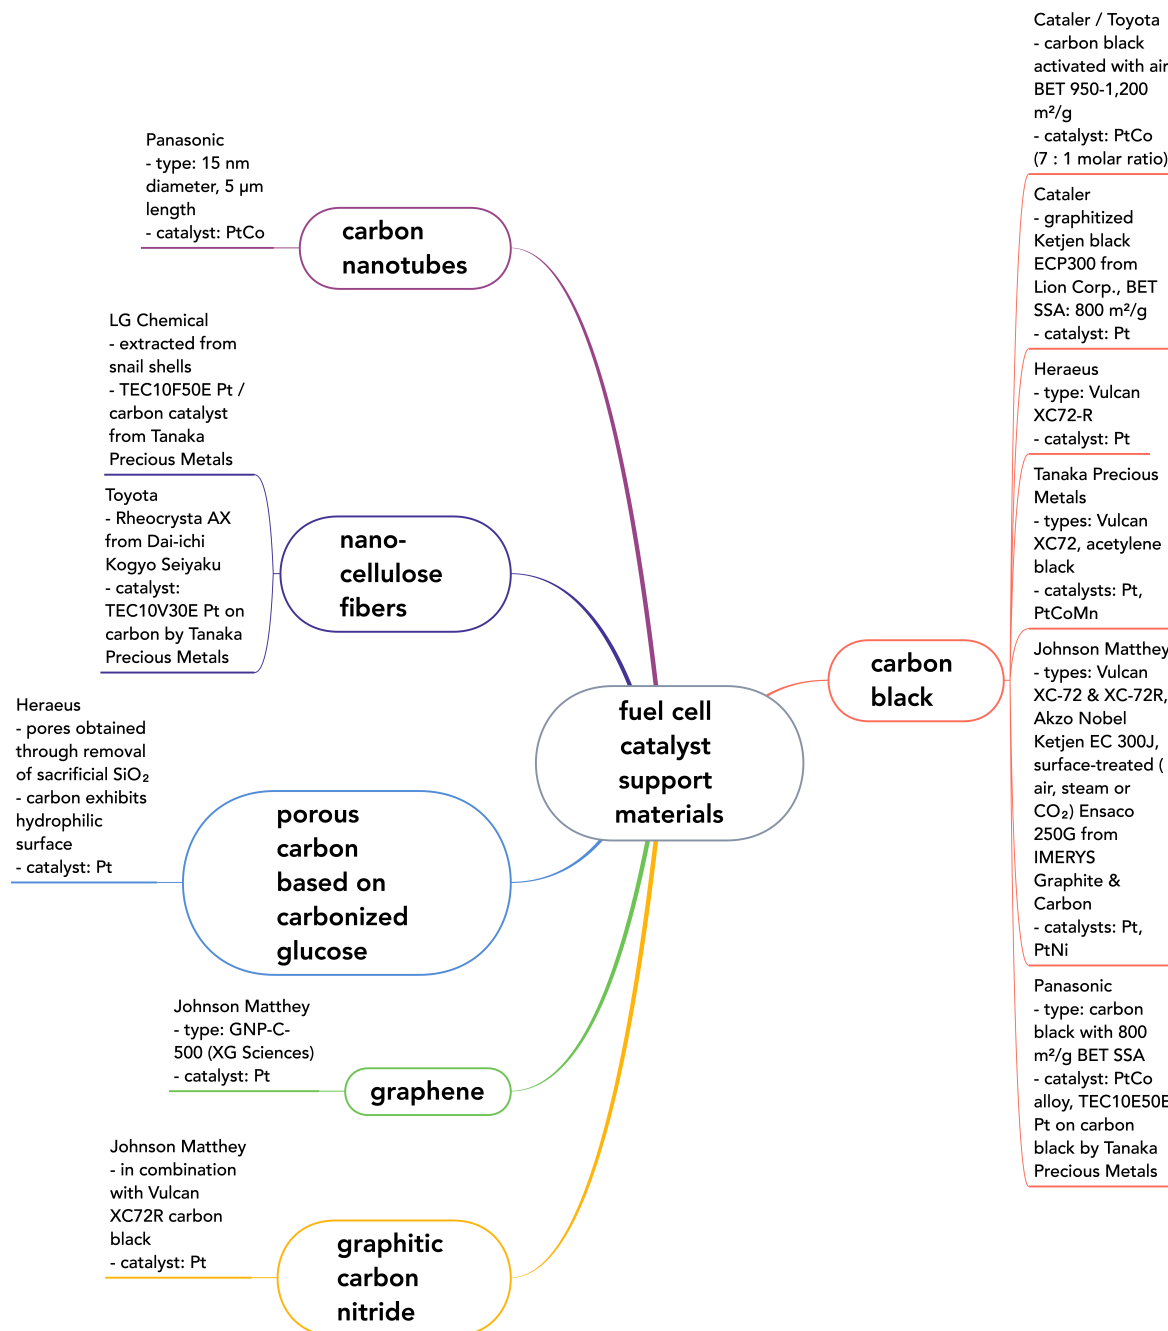 Panasonic
- type: 15 nm
diameter, 5 μm
length
- catalyst: PtCo
carbon
nanotubes
LG Chemical
- extracted from
snail shells
- TEC10F50E Pt /
carbon catalyst
from Tanaka
Precious Metals
Toyota
- Rheocrysta AX
from Dai-ichi
Kogyo Seiyaku
- catalyst:
TEC10V30E Pt on
carbon by Tanaka
Precious Metals
nano-
cellulose
fibers
Heraeus
- pores obtained
through removal
of sacrificial SiO₂
- carbon exhibits
hydrophilic
surface
- catalyst: Pt
porous
carbon
based on
carbonized
glucose
Johnson Matthey
- type: GNP-C-
500 (XG Sciences)
- catalyst: Pt
graphene
Johnson Matthey
- in combination
with Vulcan
XC72R carbon
black
- catalyst: Pt
graphitic
carbon
nitride
fuel cell
catalyst
support
materials
carbon
black
Cataler / Toyota
- carbon black
activated with air
BET 950-1,200
m²/g
- catalyst: PtCo
(7 : 1 molar ratio)
Cataler
- graphitized
Ketjen black
ECP300 from
Lion Corp., BET
SSA: 800 m²/g
- catalyst: Pt
Heraeus
- type: Vulcan
XC72-R
- catalyst: Pt
Tanaka Precious
Metals
- types: Vulcan
XC72, acetylene
black
- catalysts: Pt,
PtCoMn
Johnson Matthey
- types: Vulcan
XC-72 & XC-72R,
Akzo Nobel
Ketjen EC 300J,
surface-treated (
air, steam or
CO₂) Ensaco
250G from
IMERYS
Graphite &
Carbon
- catalysts: Pt,
PtNi
Panasonic
- type: carbon
black with 800
m²/g BET SSA
- catalyst: PtCo
alloy, TEC10E50E
Pt on carbon
black by Tanaka
Precious Metals